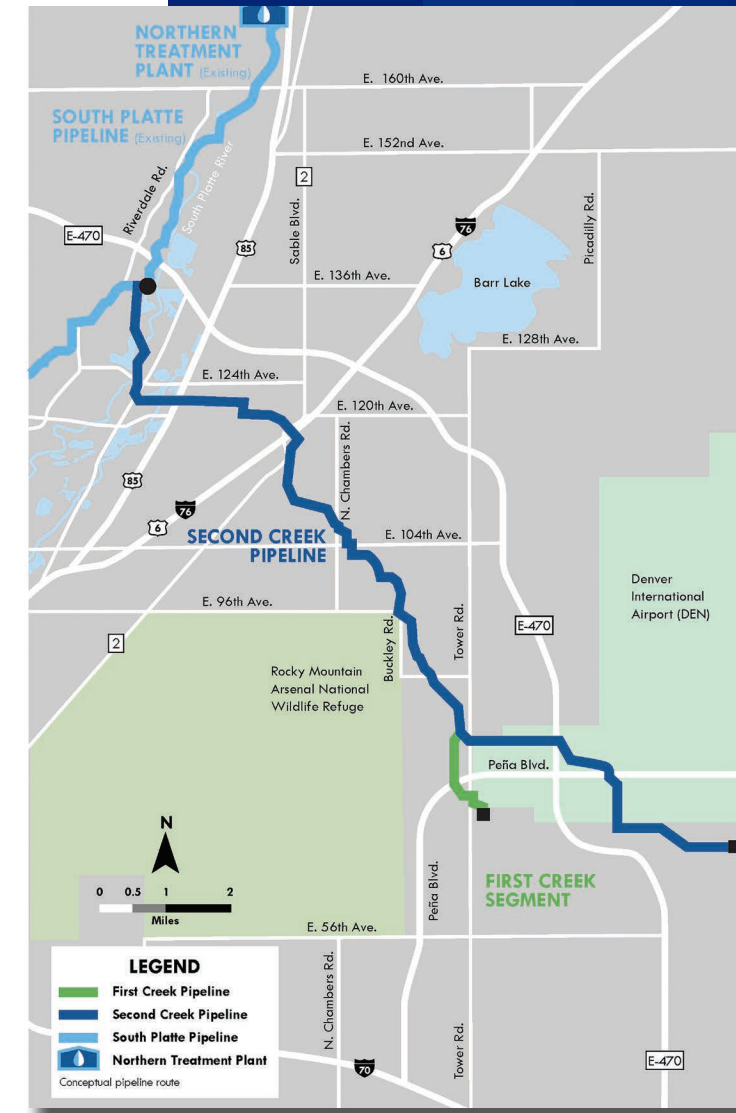 NORTHERN
TREATMENT
PLANT (Existing)
E. 160th Ave.
SOUTH PLATTE
PIPELINE (Existing)
E. 152nd Ave.
Riverdale Rd.
South Platte River
2
Sable Blvd.
Picadilly Rd.
E-470
85
76
6
E. 136th Ave.
Barr Lake
E. 128th Ave.
E. 124th Ave.
E. 120th Ave.
N. Chambers Rd.
85
76
6
SECOND CREEK
PIPELINE
E. 104th Ave.
Denver
International
Airport (DEN)
E. 96th Ave.
2
Buckley Rd.
Tower Rd.
E-470
Rocky Mountain
Arsenal National
Wildlife Refuge
Peña Blvd.
N
0 0.5 1 2
Miles
Peña Blvd.
FIRST CREEK
SEGMENT
E. 56th Ave.
LEGEND
First Creek Pipeline
Second Creek Pipeline
South Platte Pipeline
Northern Treatment Plant
Conceptual pipeline route
N. Chambers Rd.
70
Tower Rd.
E-470